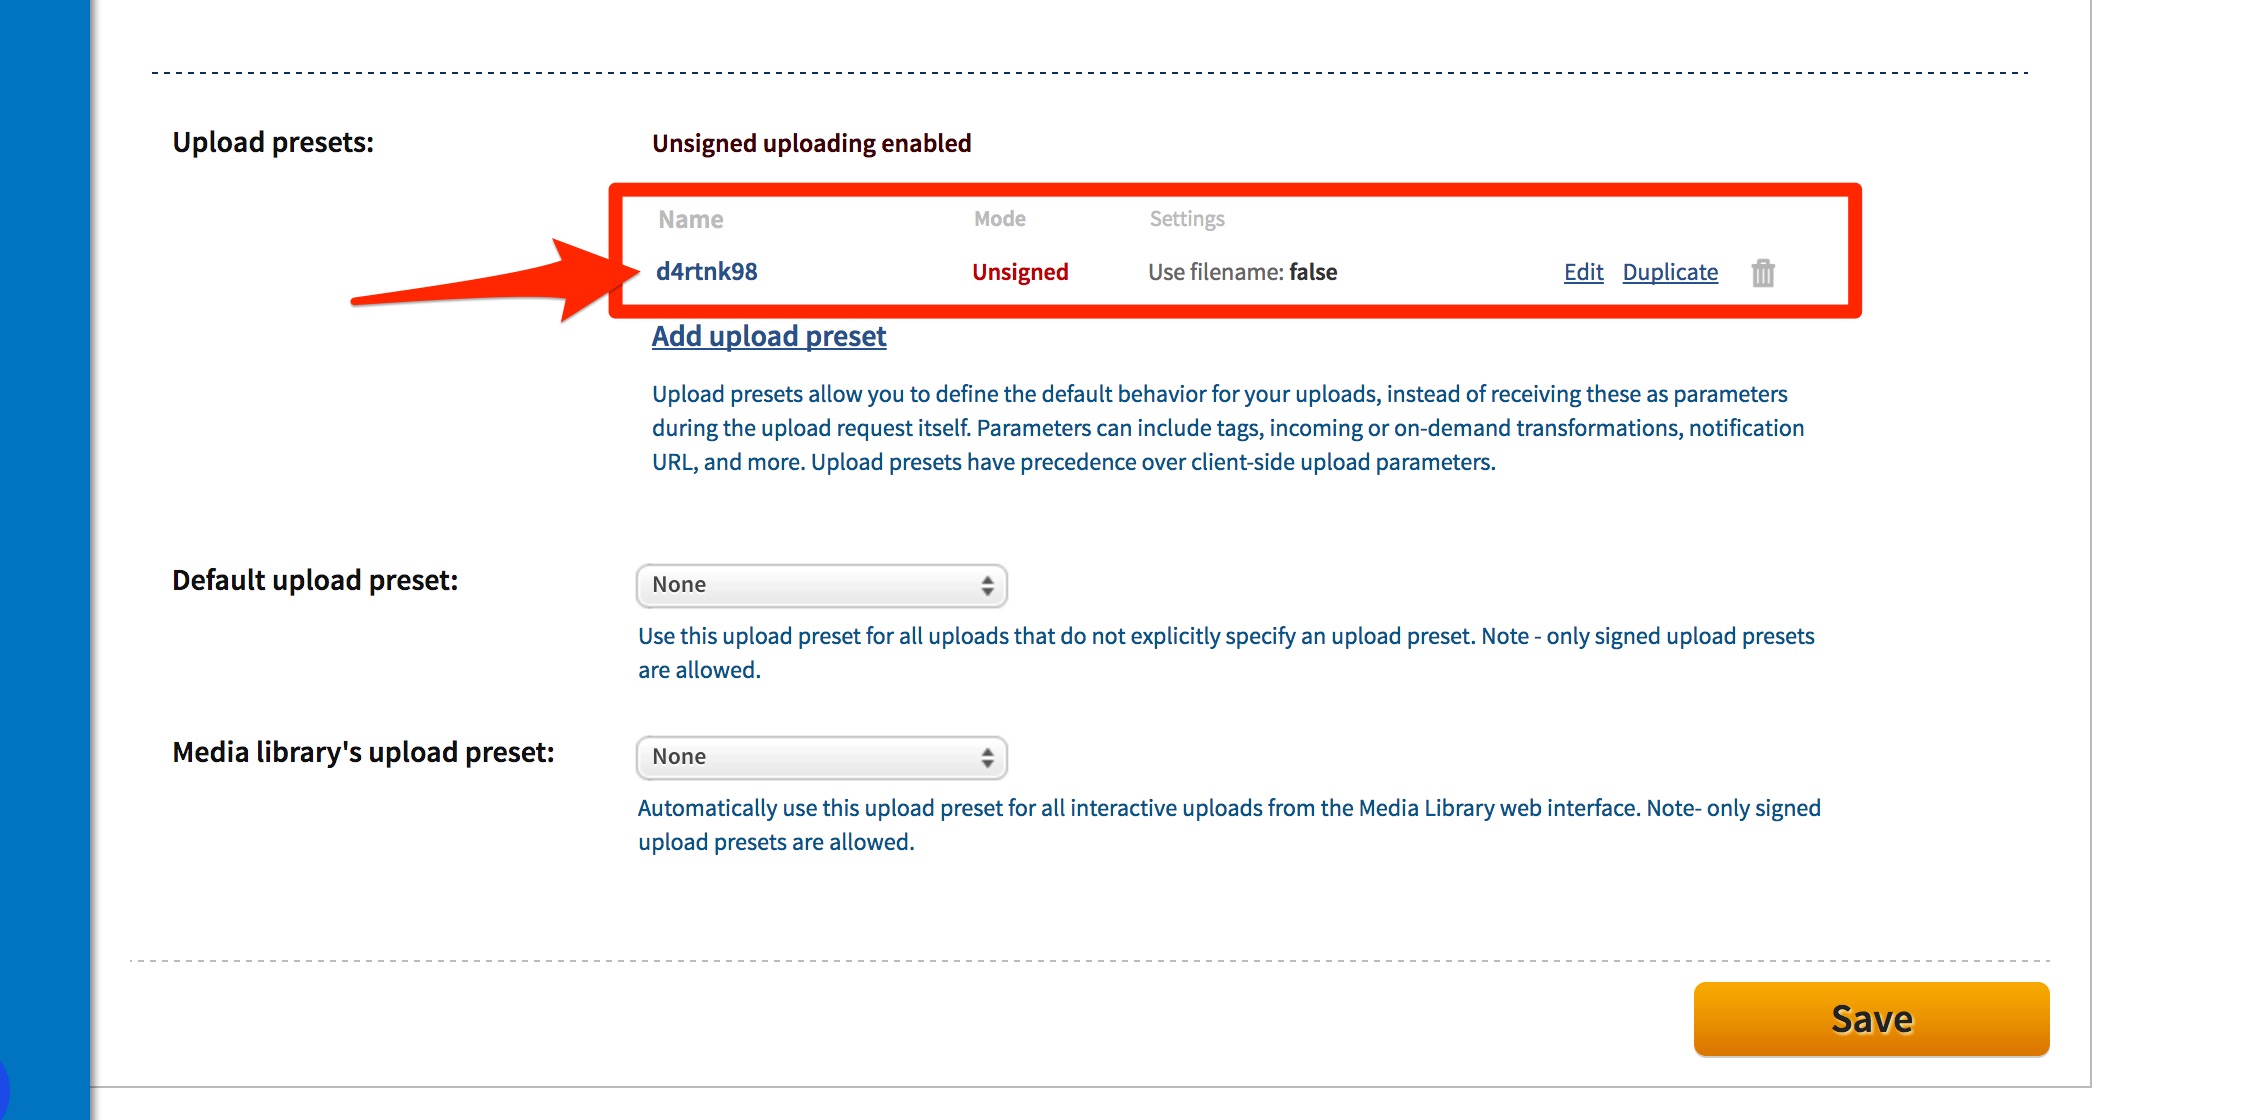 Upload presets:
Unsigned uploading enabled
Name Mode Settings
d4rtnk98 Unsigned Use filename: false Edit Duplicate
Add upload preset
Upload presets allow you to define the default behavior for your uploads, instead of receiving these as parameters
during the upload request itself. Parameters can include tags, incoming or on-demand transformations, notification
URL, and more. Upload presets have precedence over client-side upload parameters.
Default upload preset:
None
Use this upload preset for all uploads that do not explicitly specify an upload preset. Note - only signed upload presets
are allowed.
Media library's upload preset:
None
Automatically use this upload preset for all interactive uploads from the Media Library web interface. Note- only signed
upload presets are allowed.
Save